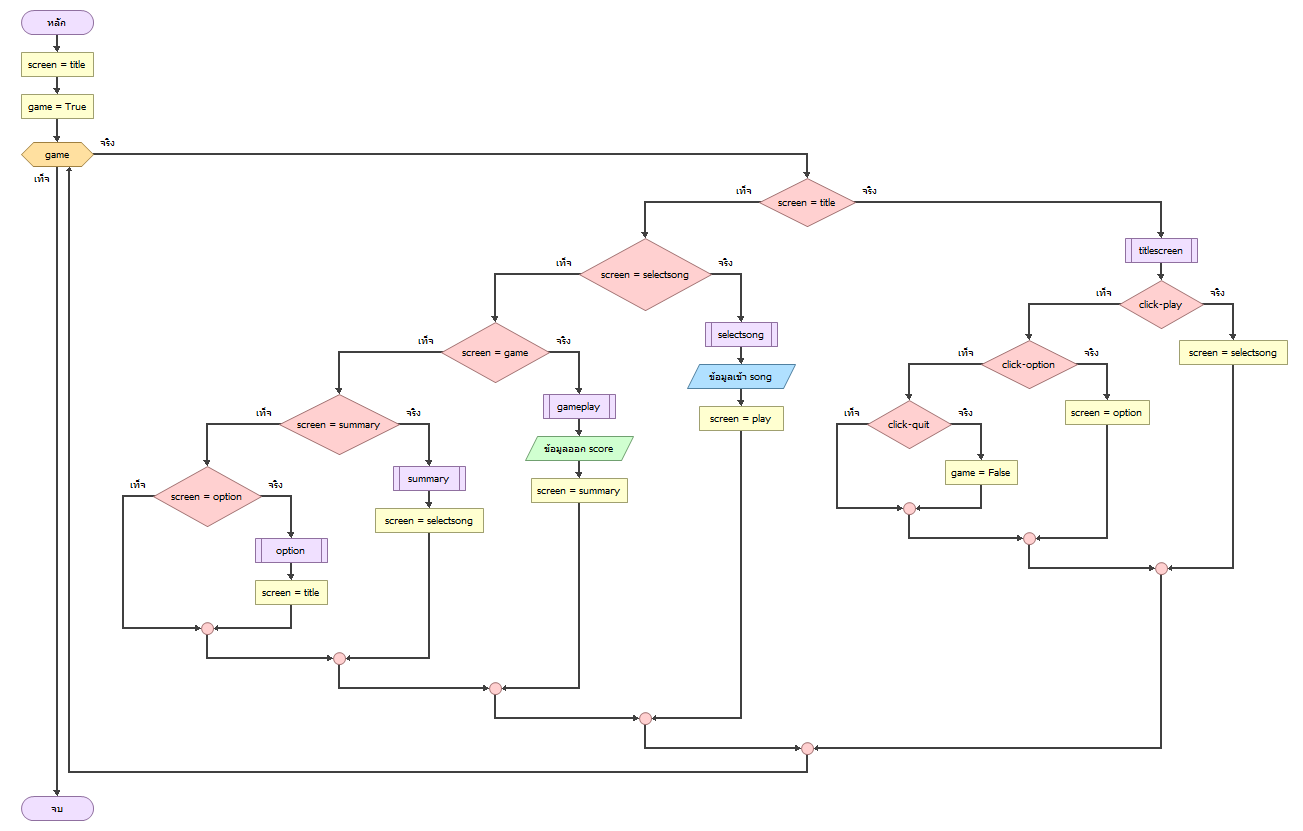 หลัก
screen = title
game = True
game
จริง
เท็จ
screen = title
เท็จ
จริง
screen = selectsong
เท็จ
จริง
titlescreen
click-play
เท็จ
จริง
screen = selectsong
click-option
เท็จ
จริง
screen = option
click-quit
เท็จ
จริง
game = False
selectsong
ข้อมูลเข้า song
screen = play
screen = game
เท็จ
จริง
gameplay
ข้อมูลออก score
screen = summary
screen = summary
เท็จ
จริง
summary
screen = selectsong
screen = option
เท็จ
จริง
option
screen = title
จบ